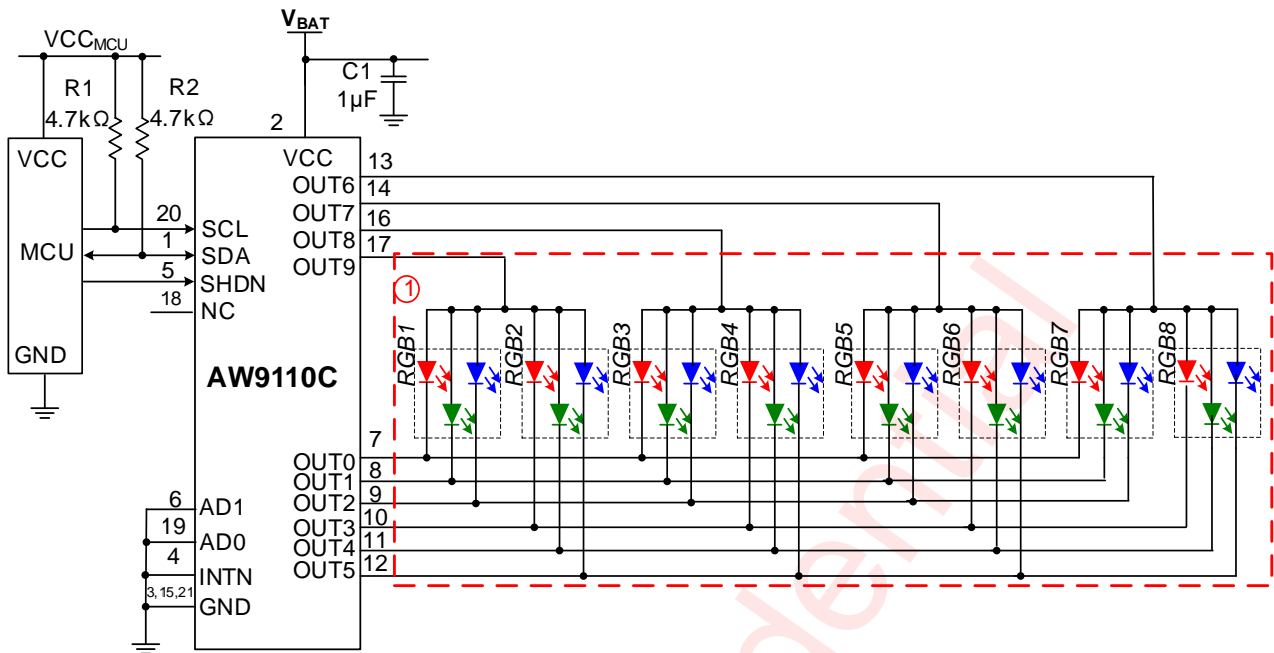 VBAT
VCCMCU
C1
1µF
R1
4.7kΩ
R2
4.7kΩ
2
VCC
MCU
GND
VCC
OUT6
13
OUT7
14
OUT8
16
OUT9
17
20
SCL
1
SDA
5
SHDN
18
NC
AW9110C
①
RGB1
RGB2
RGB3
RGB4
RGB5
RGB6
RGB7
RGB8
OUT0
7
OUT1
8
OUT2
9
OUT3
10
OUT4
11
OUT5
12
6
AD1
19
AD0
4
INTN
3,15,21
GND
dential